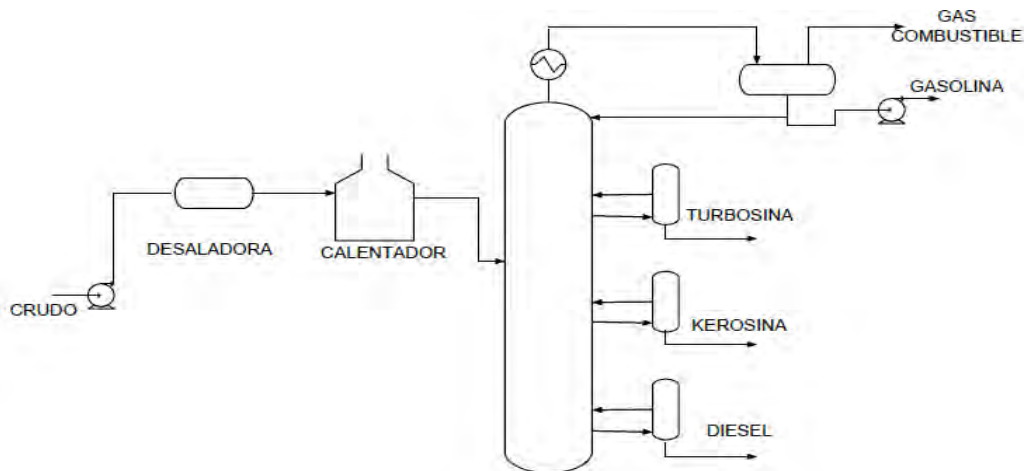 GAS
COMBUSTIBLE
GASOLINA
TURBOSINA
DESALADORA
CALENTADOR
CRUDO
KEROSINA
DIESEL